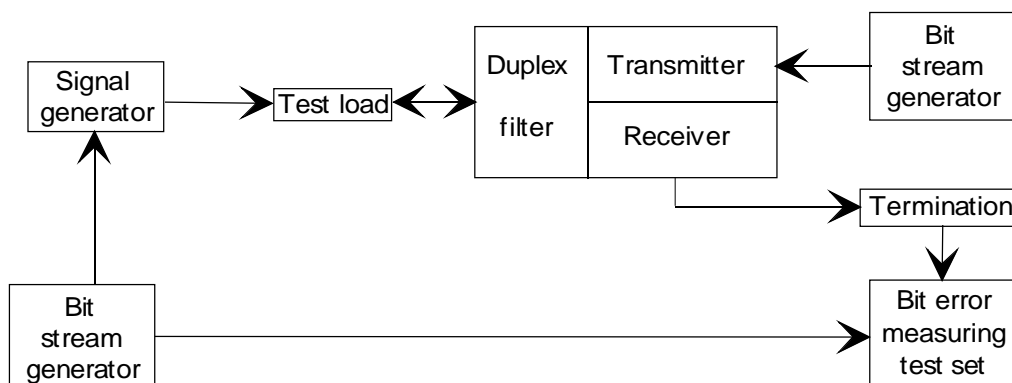 Signal
generator
Test load
Duplex
filter
Transmitter
Receiver
Bit
stream
generator
Termination
Bit
stream
generator
Bit error
measuring
test set